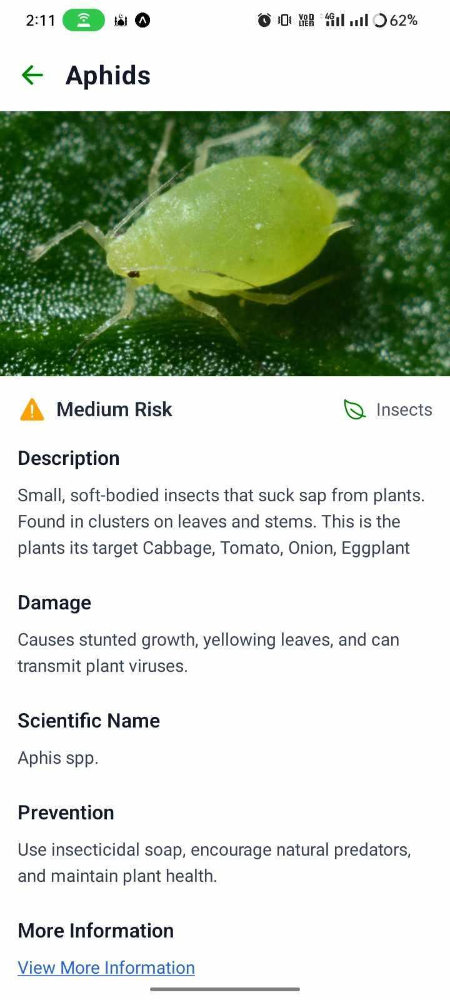 2:11 VoD LTE2 4G 62%
Aphids
Medium Risk Insects
Description
Small, soft-bodied insects that suck sap from plants.
Found in clusters on leaves and stems. This is the
plants its target Cabbage, Tomato, Onion, Eggplant
Damage
Causes stunted growth, yellowing leaves, and can
transmit plant viruses.
Scientific Name
Aphis spp.
Prevention
Use insecticidal soap, encourage natural predators,
and maintain plant health.
More Information
View More Information